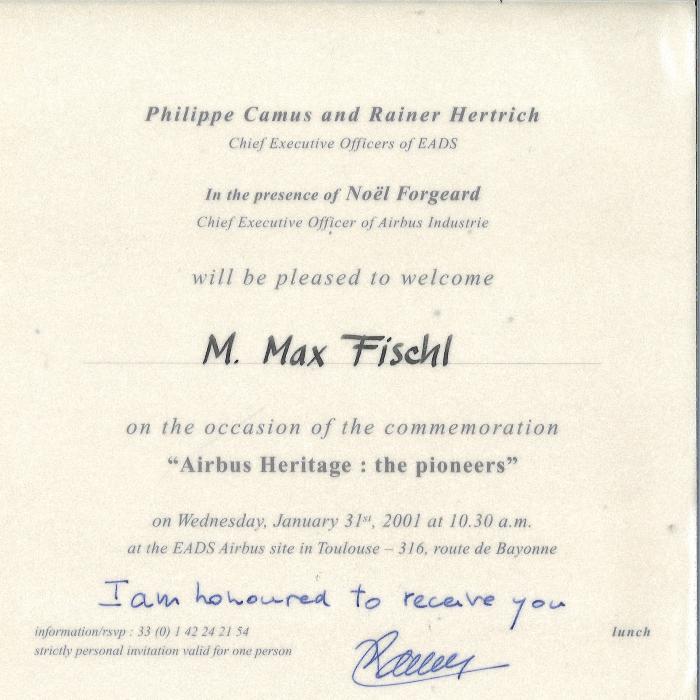 Philippe Camus and Rainer Hertrich
Chief Executive Officers of EADS
In the presence of Noël Forgeard
Chief Executive Officer of Airbus Industrie
will be pleased to welcome
M. Max Fischl
on the occasion of the commemoration
“Airbus Heritage : the pioneers”
on Wednesday, January 31st, 2001 at 10.30 a.m.
at the EADS Airbus site in Toulouse – 316, route de Bayonne
I am honoured to receive you
information/rsvp : 33 (0) 1 42 24 21 54
lunch
strictly personal invitation valid for one person